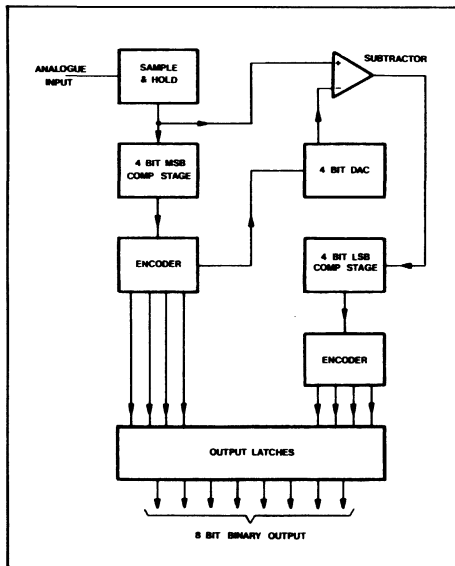 ANALOGUE
INPUT
SAMPLE
& HOLD
SUBTRACTOR
+
−
4 BIT MSB
COMP STAGE
4 BIT DAC
ENCODER
4 BIT LSB
COMP STAGE
ENCODER
OUTPUT LATCHES
8 BIT BINARY OUTPUT